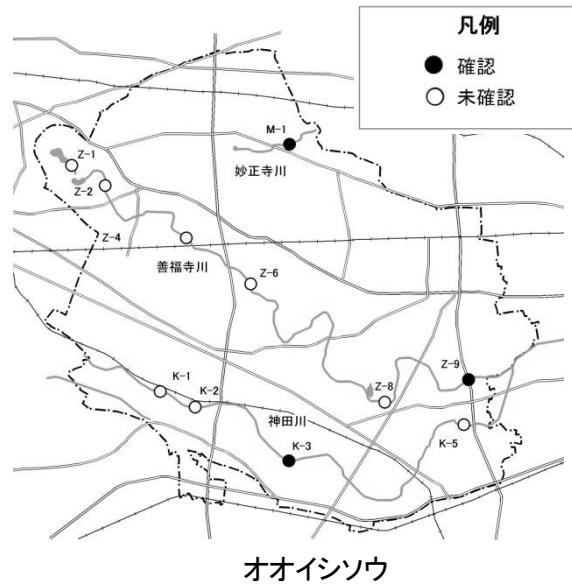 凡例
確認
未確認
M-1
妙正寺川
Z-1
Z-2
Z-4
善福寺川
Z-6
Z-9
Z-8
K-1
K-2
神田川
K-5
K-3
オオイシソウ